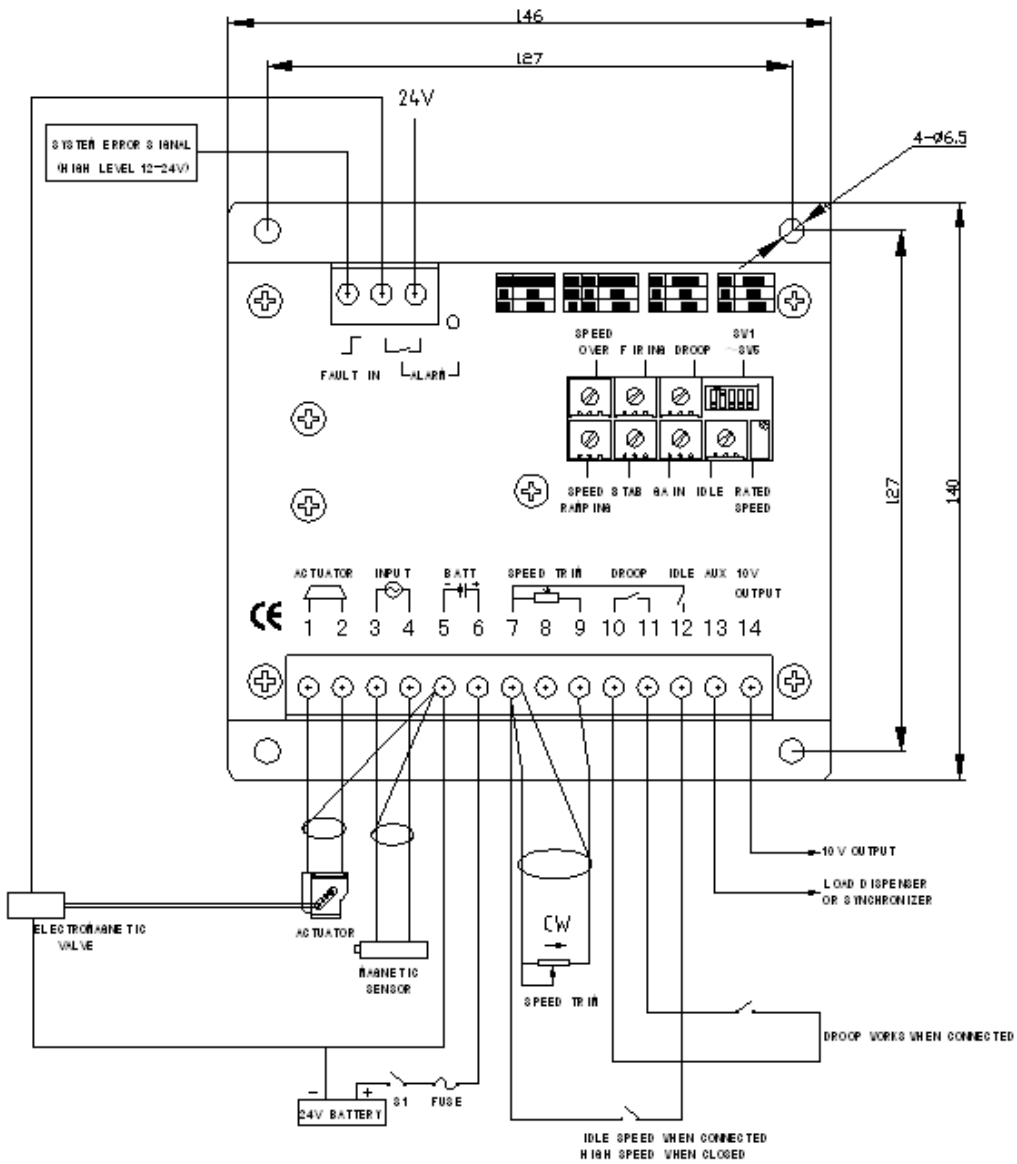 146
127
24V
SYSTEM ERROR SIGNAL
(HIGH LEVEL 12-24V)
4-Ø6.5
SPEED
OVER FIRING DROOP
SW1
~SW5
FAULT IN
ALARM
SPEED STAB GAIN IDLE RATED
RAMPING SPEED
127
140
ACTUATOR INPUT BATT SPEED TRIM DROOP IDLE AUX 10V
OUTPUT
- +
CE
1 2 3 4 5 6 7 8 9 10 11 12 13 14
10V OUTPUT
LOAD DISPENSER
OR SYNCHRONIZER
ELECTROMAGNETIC
VALVE
ACTUATOR
MAGNETIC
SENSOR
CW
SPEED TRIM
DROOP WORKS WHEN CONNECTED
- +
S1 FUSE
24V BATTERY
IDLE SPEED WHEN CONNECTED
HIGH SPEED WHEN CLOSED